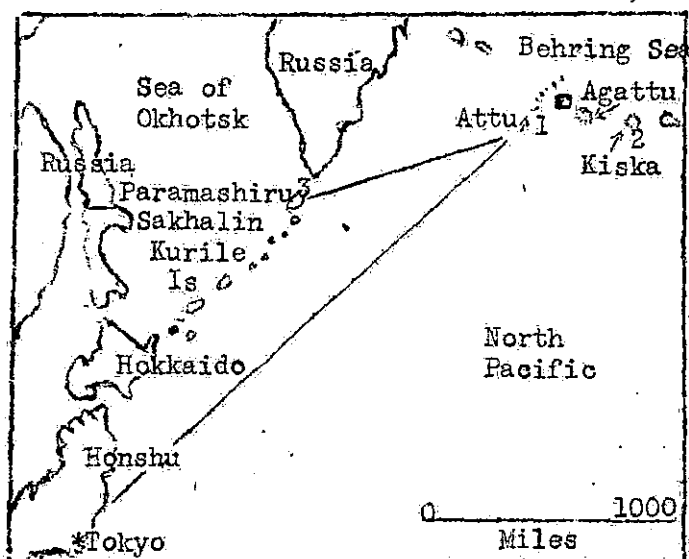 Behring Sea
Russia
Sea of
Okhotsk
Agattu
Attu 1
2
Kiska
Russia
Paramashiru 3
Sakhalin
Kurile
Is
North
Pacific
Hokkaido
Honshu
0 1000
Miles
*Tokyo